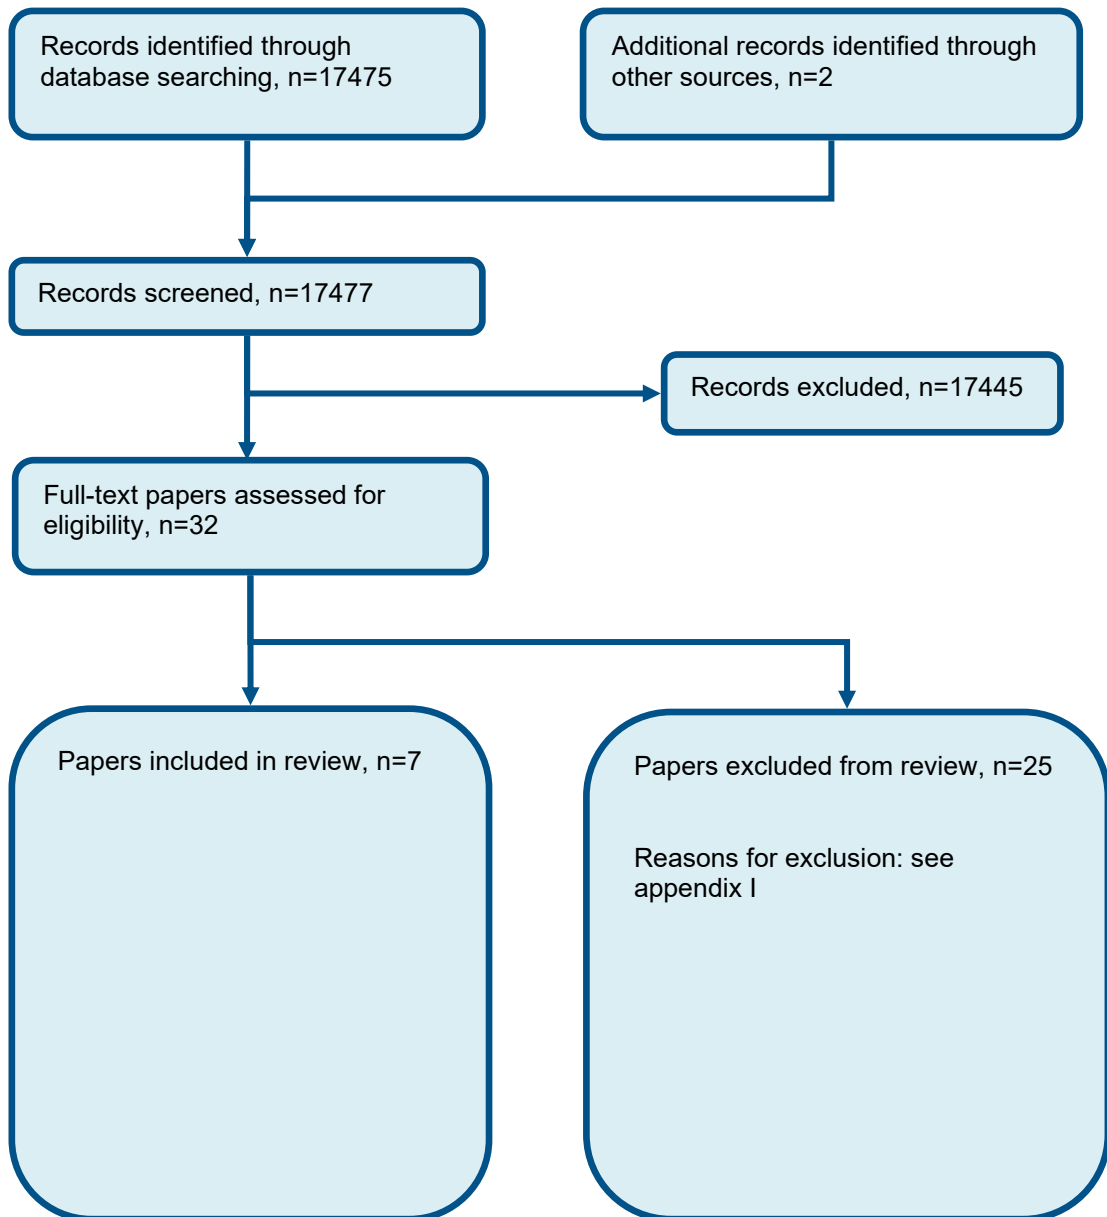 Records identified through
database searching, n=17475
Additional records identified through
other sources, n=2
Records screened, n=17477
Records excluded, n=17445
Full-text papers assessed for
eligibility, n=32
Papers included in review, n=7
Papers excluded from review, n=25
Reasons for exclusion: see
appendix I